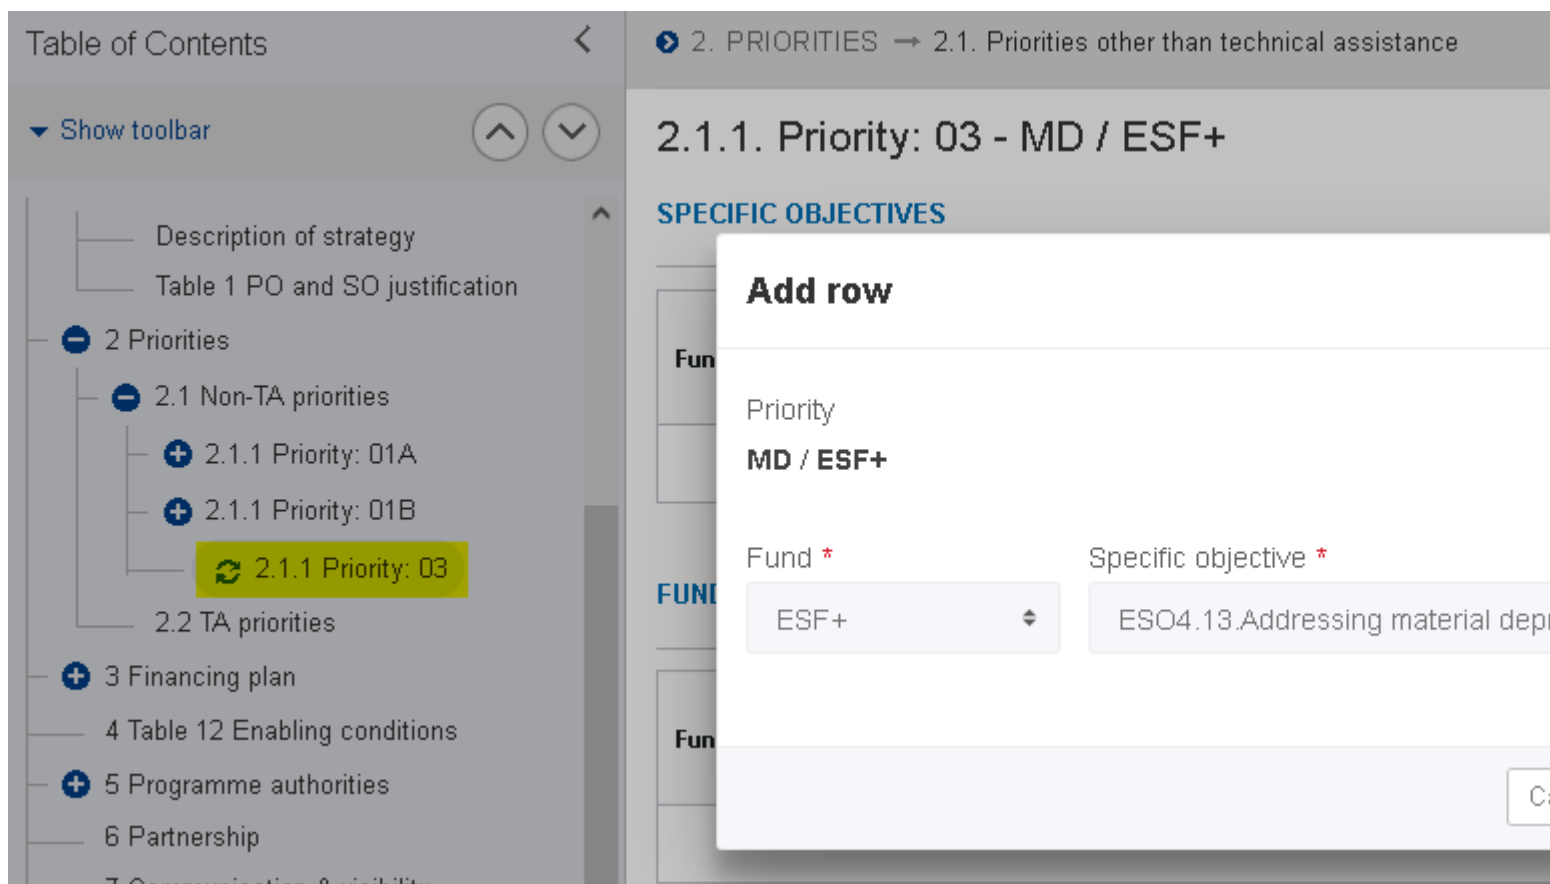 Table of Contents
Show toolbar
Description of strategy
Table 1 PO and SO justification
2 Priorities
2.1 Non-TA priorities
2.1.1 Priority: 01A
2.1.1 Priority: 01B
2.1.1 Priority: 03
2.2 TA priorities
3 Financing plan
4 Table 12 Enabling conditions
5 Programme authorities
6 Partnership
2. PRIORITIES → 2.1. Priorities other than technical assistance
2.1.1. Priority: 03 - MD / ESF+
SPECIFIC OBJECTIVES
Fun
Add row
Priority
MD / ESF+
Fund * Specific objective *
ESF+ ESO4.13.Addressing material depr
FUND
Fun
Ca